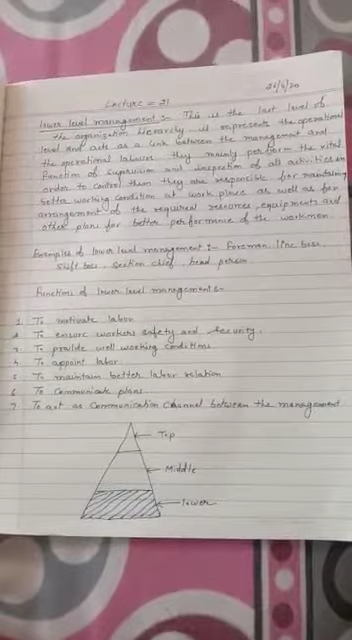 26/4/20
Lecture = 21
lower level management :- This is the last level of
the organisation hierarchy. it represents the operational
level and acts as a link between the management and
the operational labours they mainly perform the vital
function of supervision and inspection of all activities in
order to control them they are responsible for maintaining
better working condition at work place as well as for
arrangement of the required resources, equipments and
other plans for better performance of the workmen.
Examples of lower level management :- Foreman, line boss
shift boss, section chief, head person.
Functions of lower level managements:-
1 To motivate labor
2 To ensure workers safety and security.
3 To provide well working conditions
4 To appoint labor
5 To maintain better labor relation
6 To communicate plans
7 To act as communication channel between the management
Top
Middle
Lower